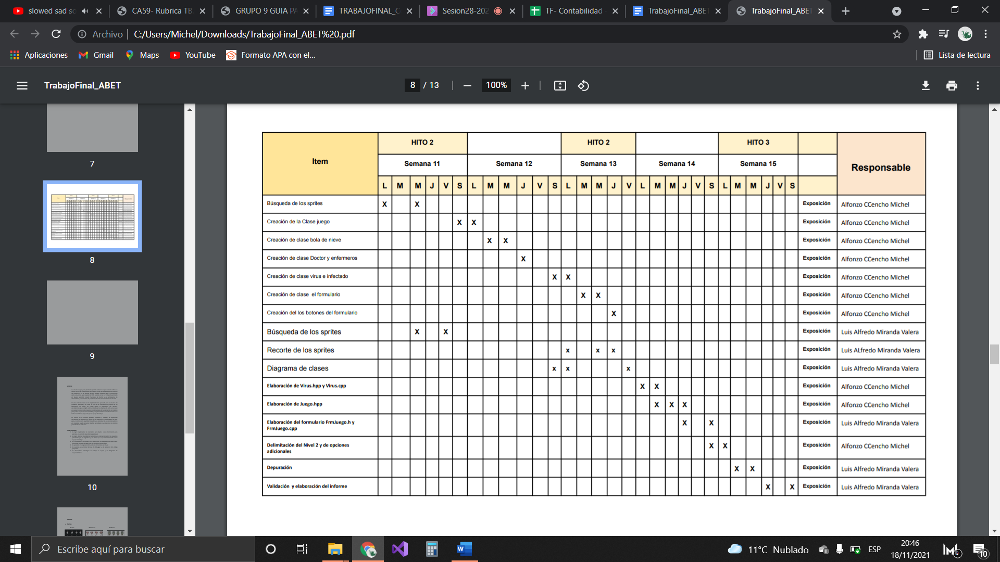 slowed sad so
CA59- Rubrica TB.
GRUPO 9 GUIA PA
TRABAJOFINAL_C
Sesion28-202
TF- Contabilidad
TrabajoFinal_ABET
TrabajoFinal_ABET
Archivo
C:/Users/Michel/Downloads/TrabajoFinal_ABET%20.pdf
Aplicaciones
Gmail
Maps
YouTube
Formato APA con el...
Lista de lectura
TrabajoFinal_ABET
8 / 13
100%
7
8
9
10
Item
HITO 2
HITO 2
HITO 3
Responsable
Semana 11
Semana 12
Semana 13
Semana 14
Semana 15
L M M J V S L M M J V S L M M J V L M M J V S L M M J V S
Búsqueda de los sprites X X Exposición Alfonzo CCencho Michel
Creación de la Clase juego X X Exposición Alfonzo CCencho Michel
Creación de clase bola de nieve X X Exposición Alfonzo CCencho Michel
Creación de clase Doctor y enfermeros X Exposición Alfonzo CCencho Michel
Creación de clase virus e infectado X X Exposición Alfonzo CCencho Michel
Creación de clase el formulario X X Exposición Alfonzo CCencho Michel
Creación del los botones del formulario X Exposición Alfonzo CCencho Michel
Búsqueda de los sprites X X Exposición Luis Alfredo Miranda Valera
Recorte de los sprites x x x Exposición Luis ALfredo Miranda Valera
Diagrama de clases x x x Exposición Luis Alfredo Miranda Valera
Elaboración de Virus.hpp y Virus.cpp X X Exposición Alfonzo CCencho Michel
Elaboración de Juego.hpp X X X Exposición Alfonzo CCencho Michel
Elaboración del formulario FrmJuego.h y
FrmJuego.cpp X X Exposición Luis Alfredo Miranda Valera
Delimitación del Nivel 2 y de opciones
adicionales X X Exposición Alfonzo CCencho Michel
Depuración X X Exposición Luis Alfredo Miranda Valera
Validación y elaboración del informe X X Exposición Luis Alfredo Miranda Valera
Escribe aquí para buscar
11°C Nublado
ESP
20:46
18/11/2021
3
10